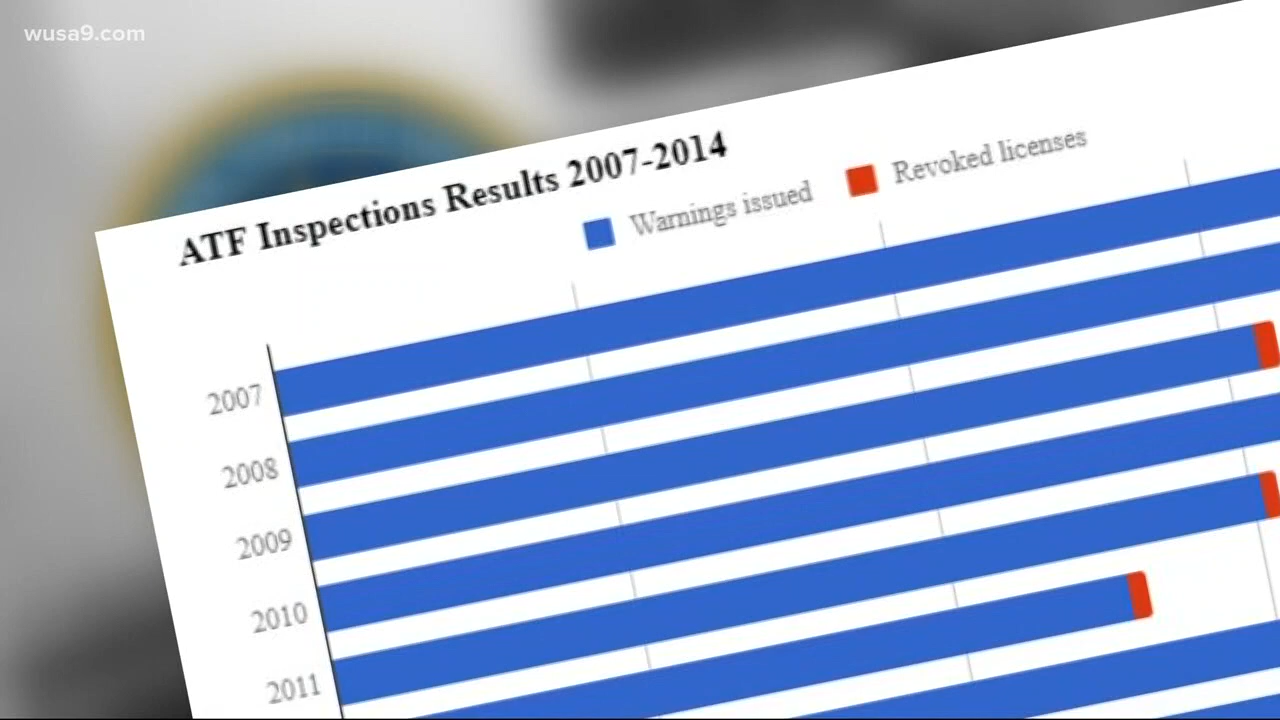 wusa9.com
ATF Inspections Results 2007-2014
Warnings issued
Revoked licenses
2007
2008
2009
2010
2011